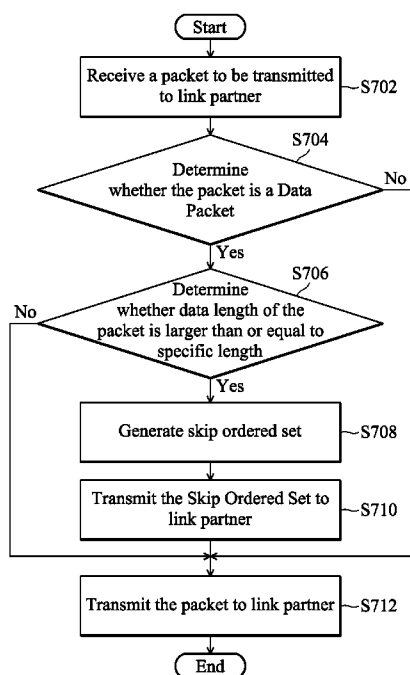 Start
Receive a packet to be transmitted
to link partner
S702
S704
Determine
whether the packet is a Data
Packet
No
Yes
S706
Determine
whether data length of the
packet is larger than or equal to
specific length
No
Yes
Generate skip ordered set
S708
Transmit the Skip Ordered Set to
link partner
S710
Transmit the packet to link partner
S712
End